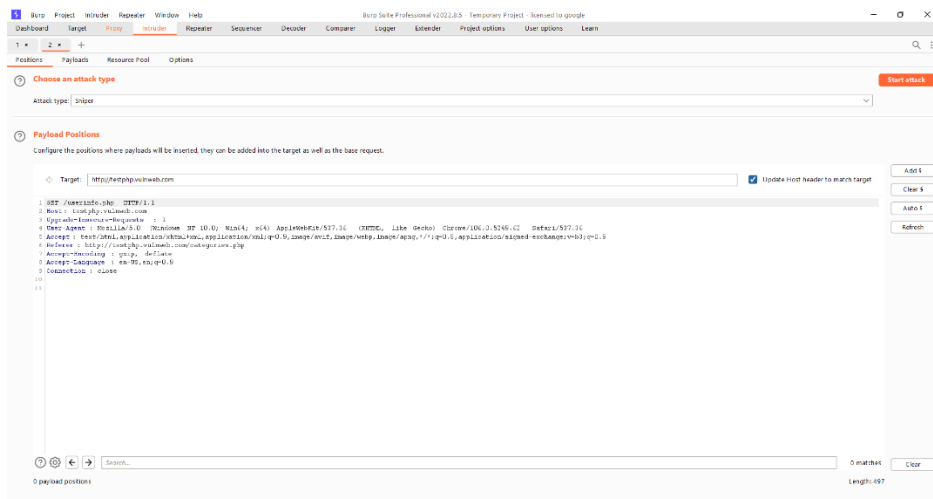 Burp Project Intruder Repeater Window Help Burp Suite Professional v2022.8.5 - Temporary Project - licensed to google
Dashboard Target Proxy Intruder Repeater Sequencer Decoder Comparer Logger Extender Project options User options Learn
1 × 2 × +
Positions Payloads Resource Pool Options
? Choose an attack type Start attack
Attack type: Sniper
? Payload Positions
Configure the positions where payloads will be inserted, they can be added into the target as well as the base request.
Target: http://testphp.vulnweb.com Update Host header to match target Add §
Clear §
Auto §
Refresh
1 GET /userinfo.php HTTP/1.1
2 Host: testphp.vulnweb.com
3 Upgrade-Insecure-Requests : 1
4 User-Agent : Mozilla/5.0 (Windows NT 10.0; Win64; x64) AppleWebKit/537.36 (KHTML, like Gecko) Chrome/106.0.5249.62 Safari/537.36
5 Accept : text/html,application/xhtml+xml,application/xml;q=0.9,image/avif,image/webp,image/apng,*/*;q=0.8,application/signed-exchange;v=b3;q=0.9
6 Referer : http://testphp.vulnweb.com/categories.php
7 Accept-Encoding : gzip, deflate
8 Accept-Language : en-US,en;q=0.9
9 Connection : close
10
11
? Search... 0 matches Clear
0 payload positions Length: 497